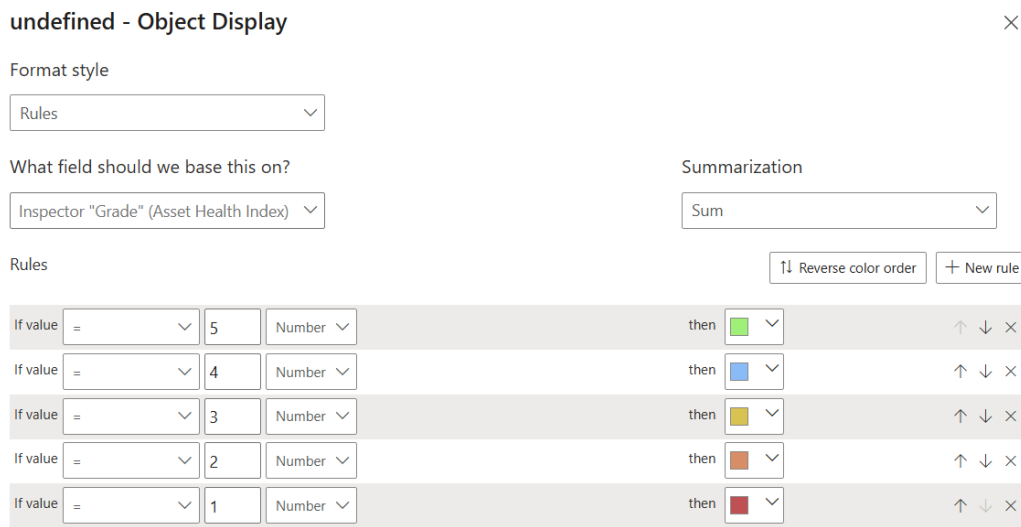 undefined - Object Display
Format style
Rules
What field should we base this on?
Summarization
Inspector "Grade" (Asset Health Index)
Sum
Rules
Reverse color order
New rule
If value = 5 Number then
If value = 4 Number then
If value = 3 Number then
If value = 2 Number then
If value = 1 Number then